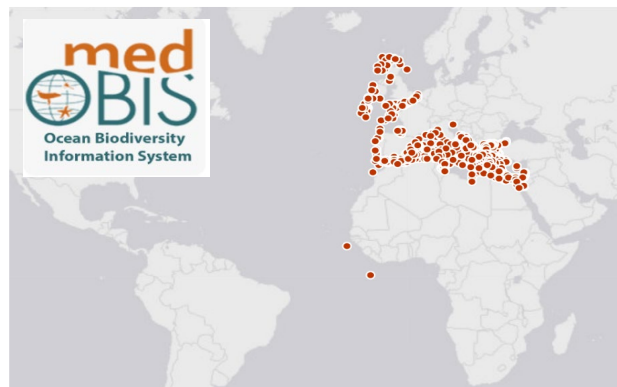 med
OBIS
Ocean Biodiversity
Information System